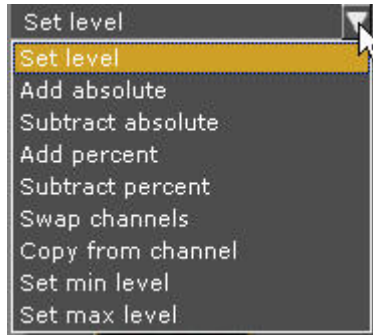 Set level
Set level
Add absolute
Subtract absolute
Add percent
Subtract percent
Swap channels
Copy from channel
Set min level
Set max level